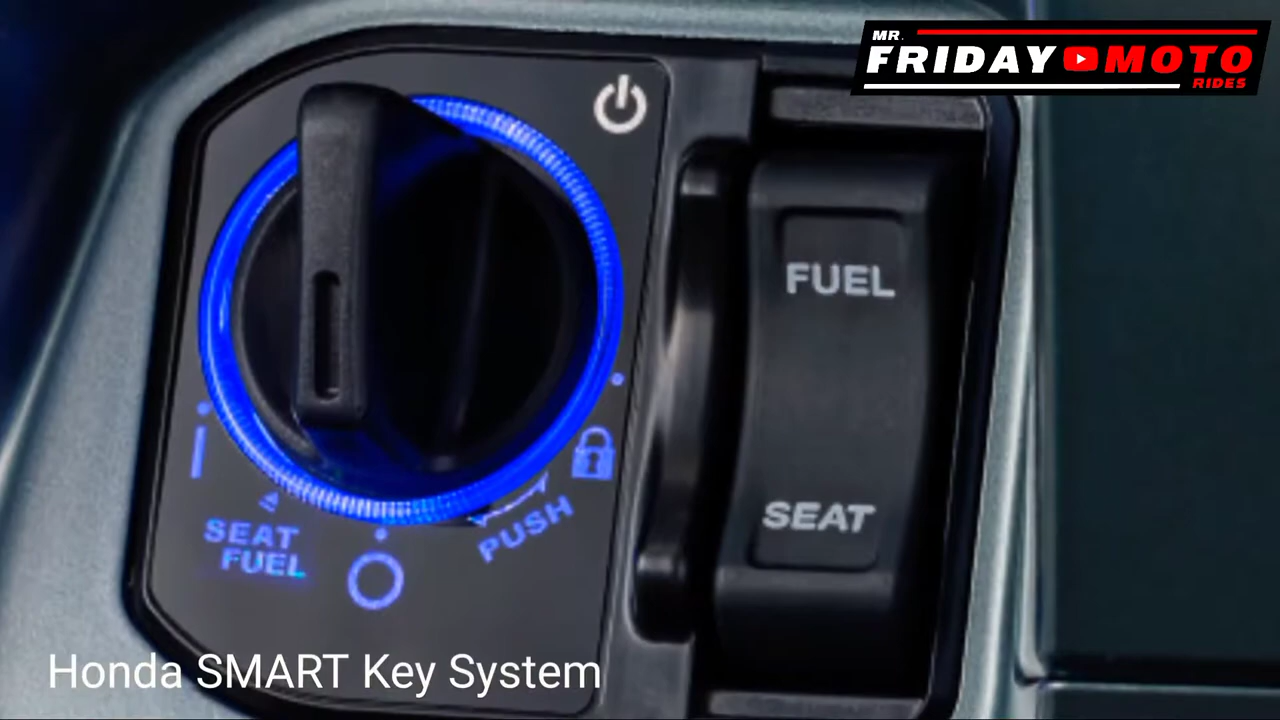 MR.
FRIDAY MOTO
RIDES
FUEL
SEAT
SEAT
FUEL
PUSH
Honda SMART Key System